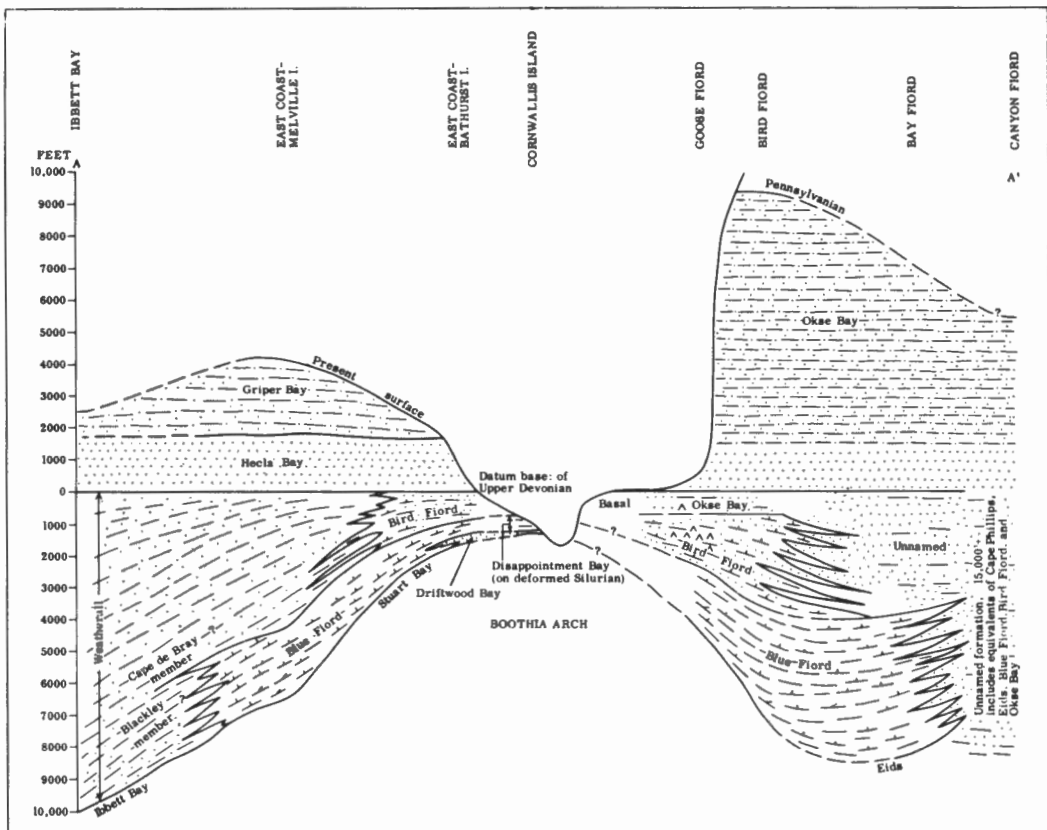 IBBETT BAY
EAST COAST-
MELVILLE I.
EAST COAST-
BATHURST I.
CORNWALLIS ISLAND
GOOSE FIORD
BIRD FIORD
BAY FIORD
CANYON FIORD
FEET
A
A'
10,000
9000
8000
7000
6000
5000
4000
3000
2000
1000
0
1000
2000
3000
4000
5000
6000
7000
8000
9000
10,000
Pennsylvanian
?
Okse Bay
Present
surface
Griper Bay
Hecla Bay
Datum base: of
Upper Devonian
Basal
^ Okse Bay
Bird Fiord
Bird Fiord
Unnamed
?
?
Disappointment Bay
(on deformed Silurian)
Driftwood Bay
Stuart Bay
BOOTHIA ARCH
Blue Fiord
Blue Fiord
Weatherall
Cape de Bray ?
member
Blackley ?
member
Ibbett Bay
Eids
Unnamed formation, 15,000'
includes equivalents of Cape Phillips,
Eids, Blue Fiord, Bird Fiord, and
Okse Bay